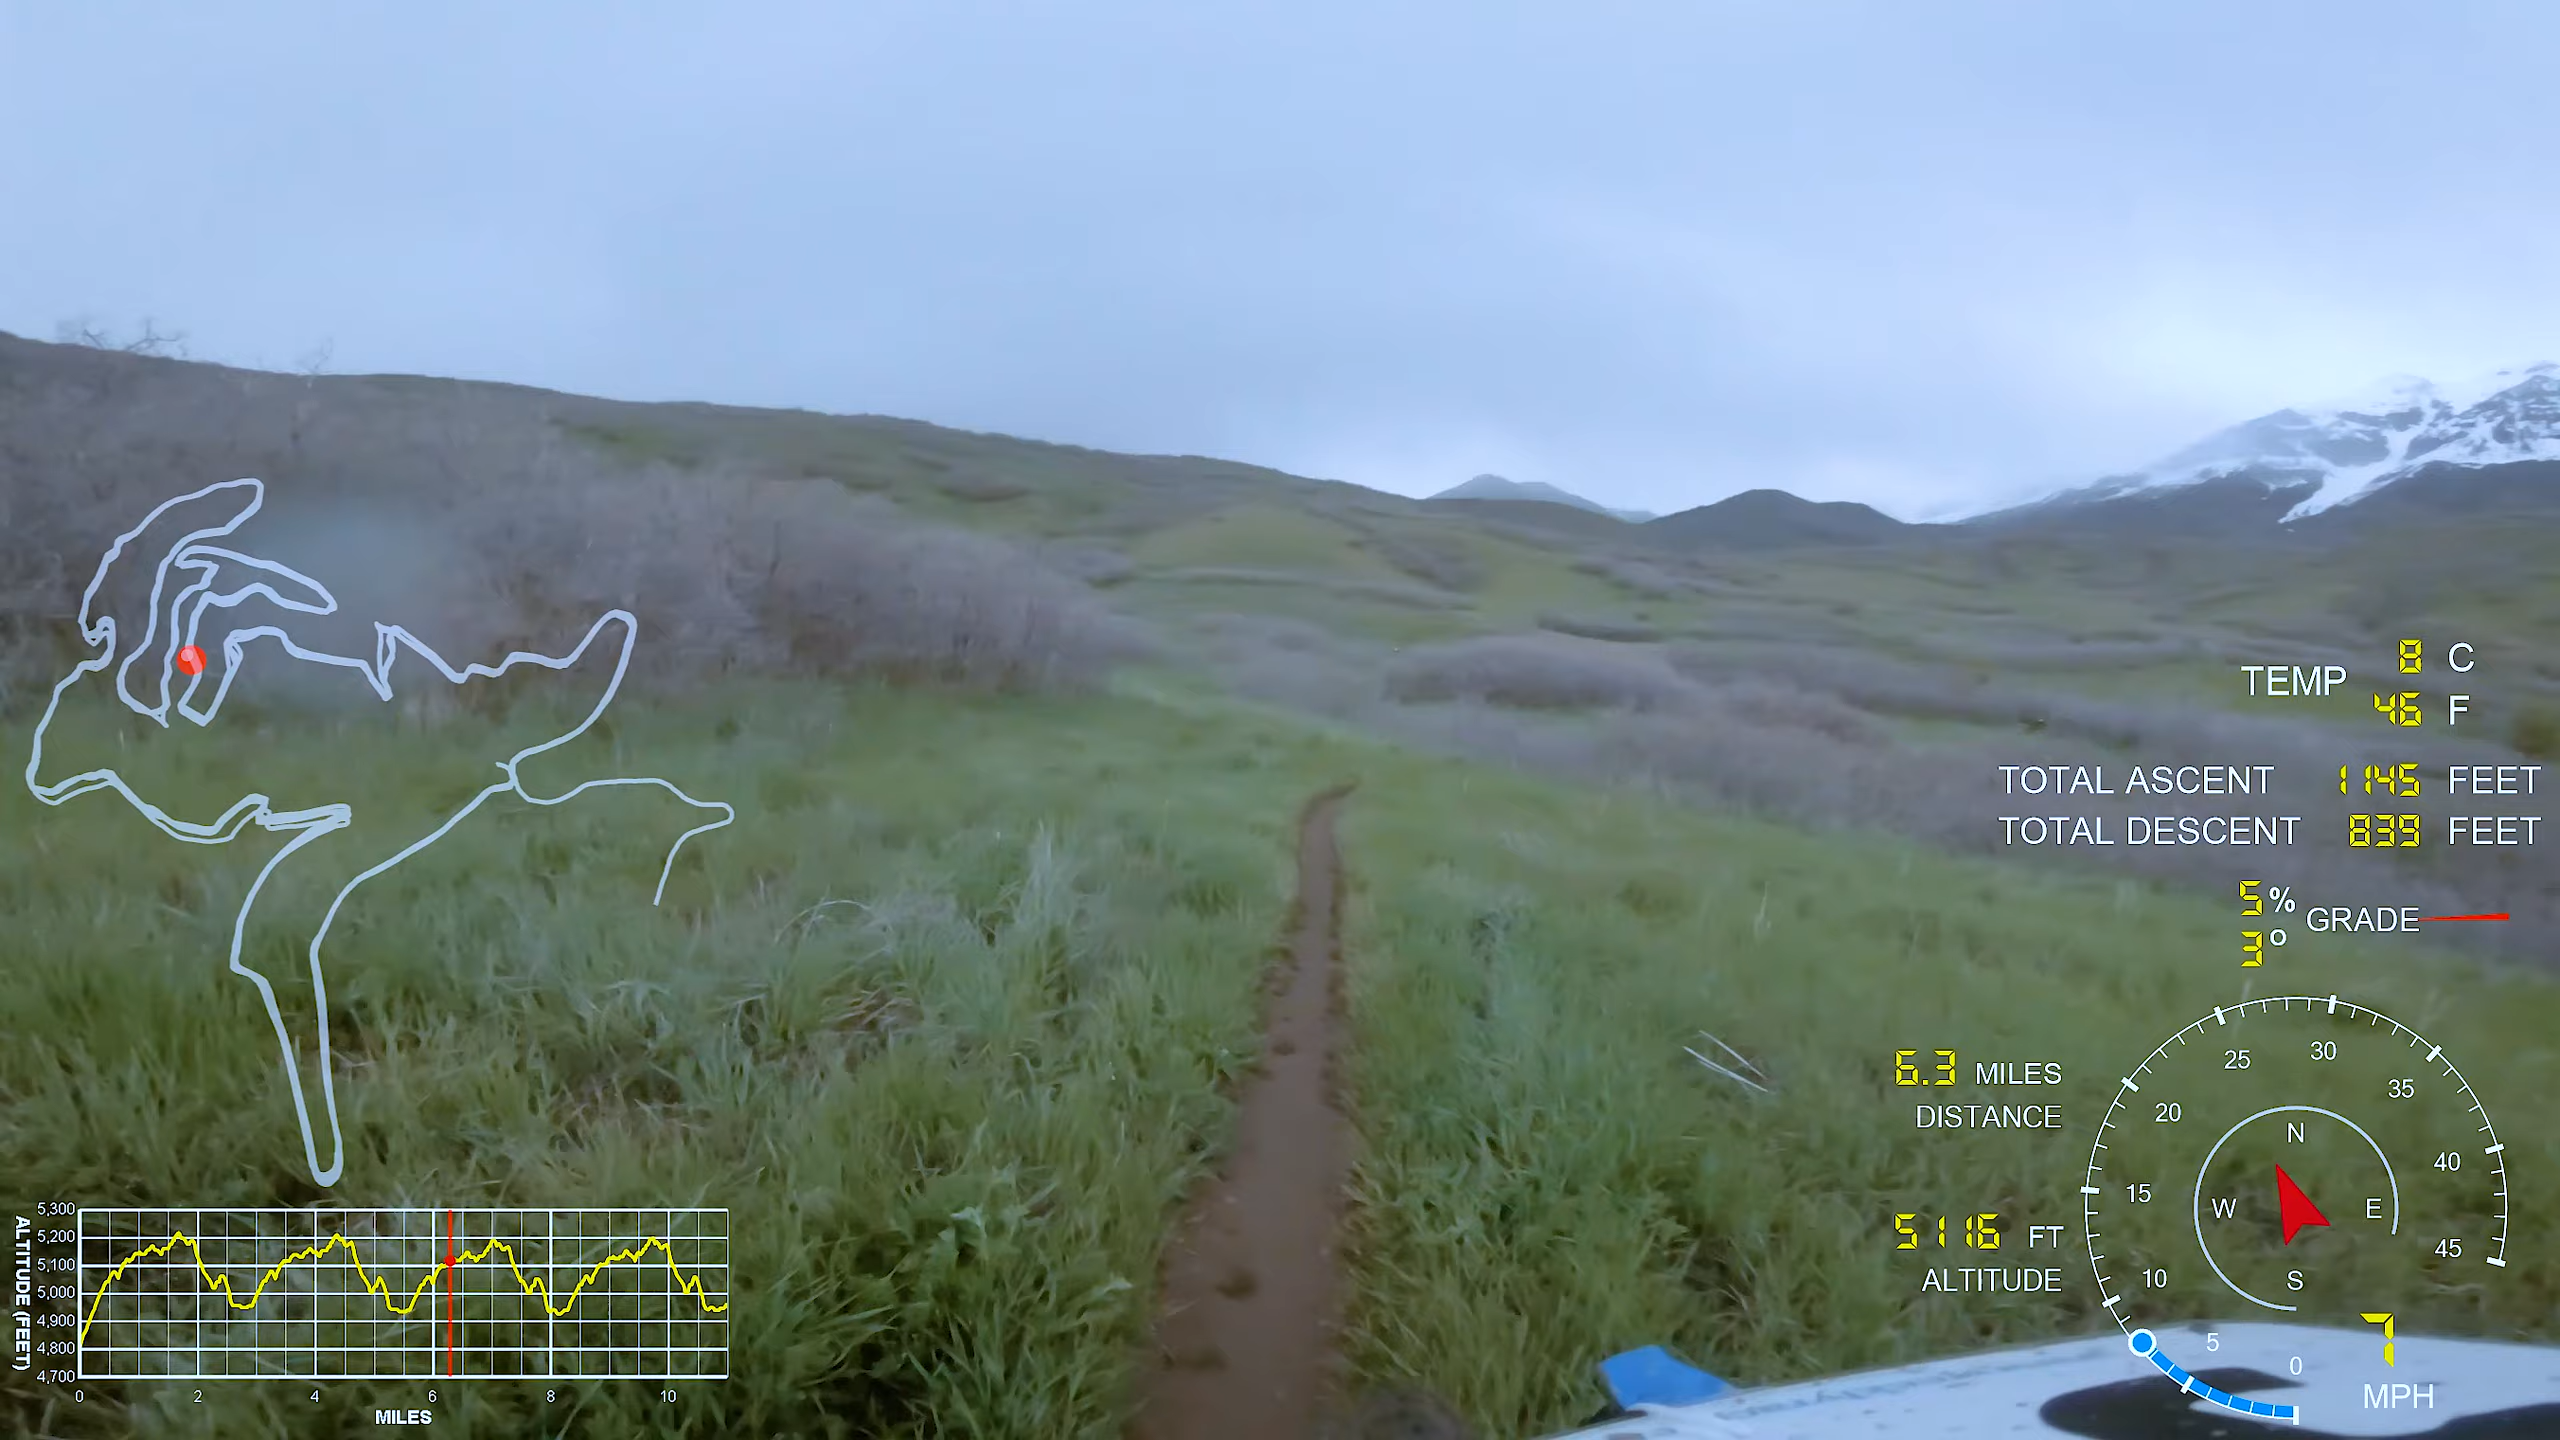 TEMP 8 C
46 F
TOTAL ASCENT 1145 FEET
TOTAL DESCENT 839 FEET
5%
GRADE
3°
6.3 MILES
DISTANCE
5116 FT
ALTITUDE
0
5
10
15
20
25
30
35
40
45
N
W
E
S
7
MPH
ALTITUDE (FEET)
5,300
5,200
5,100
5,000
4,900
4,800
4,700
0 2 4 6 8 10
MILES